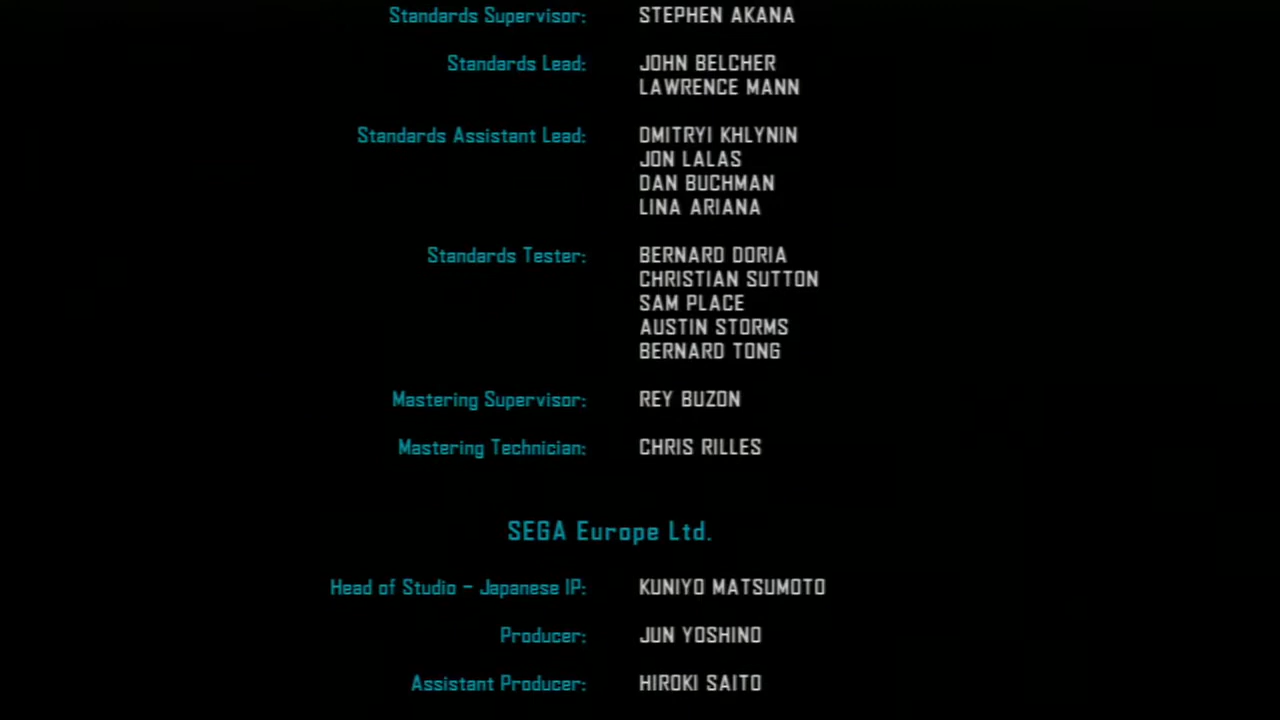 Standards Supervisor: STEPHEN AKANA
Standards Lead: JOHN BELCHER
LAWRENCE MANN
Standards Assistant Lead: DMITRYI KHLYNIN
JON LALAS
DAN BUCHMAN
LINA ARIANA
Standards Tester: BERNARD DORIA
CHRISTIAN SUTTON
SAM PLACE
AUSTIN STORMS
BERNARD TONG
Mastering Supervisor: REY BUZON
Mastering Technician: CHRIS RILLES
SEGA Europe Ltd.
Head of Studio - Japanese IP: KUNIYO MATSUMOTO
Producer: JUN YOSHINO
Assistant Producer: HIROKI SAITO